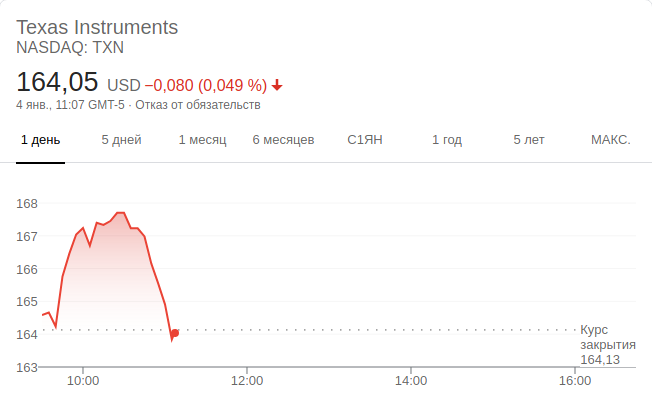 Texas Instruments
NASDAQ: TXN
164,05 USD −0,080 (0,049 %)
4 янв., 11:07 GMT-5 · Отказ от обязательств
1 день 5 дней 1 месяц 6 месяцев С1ЯН 1 год 5 лет МАКС.
168
167
166
165
164
163
Курс
закрытия
164,13
10:00 12:00 14:00 16:00